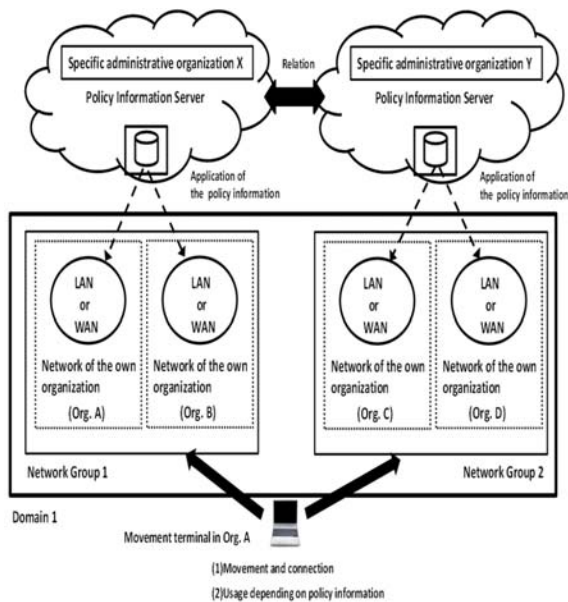 Specific administrative organization X
Policy Information Server
Relation
Specific administrative organization Y
Policy Information Server
Application of
the policy information
Application of
the policy information
LAN
or
WAN
Network of the own
organization
(Org. A)
LAN
or
WAN
Network of the own
organization
(Org. B)
LAN
or
WAN
Network of the own
organization
(Org. C)
LAN
or
WAN
Network of the own
organization
(Org. D)
Network Group 1
Network Group 2
Domain 1
Movement terminal in Org. A
(1)Movement and connection
(2)Usage depending on policy information